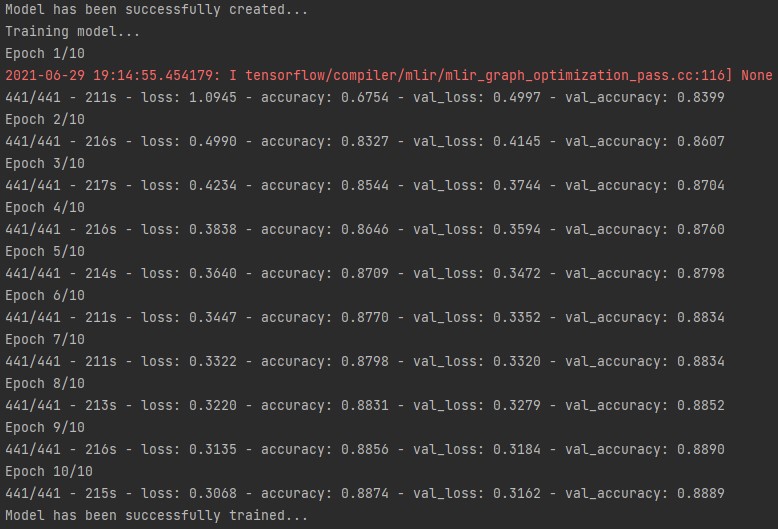 Model has been successfully created...
Training model...
Epoch 1/10
2021-06-29 19:14:55.454179: I tensorflow/compiler/mlir/mlir_graph_optimization_pass.cc:116] None
441/441 - 211s - loss: 1.0945 - accuracy: 0.6754 - val_loss: 0.4997 - val_accuracy: 0.8399
Epoch 2/10
441/441 - 216s - loss: 0.4990 - accuracy: 0.8327 - val_loss: 0.4145 - val_accuracy: 0.8607
Epoch 3/10
441/441 - 217s - loss: 0.4234 - accuracy: 0.8544 - val_loss: 0.3744 - val_accuracy: 0.8704
Epoch 4/10
441/441 - 216s - loss: 0.3838 - accuracy: 0.8646 - val_loss: 0.3594 - val_accuracy: 0.8760
Epoch 5/10
441/441 - 214s - loss: 0.3640 - accuracy: 0.8709 - val_loss: 0.3472 - val_accuracy: 0.8798
Epoch 6/10
441/441 - 211s - loss: 0.3447 - accuracy: 0.8770 - val_loss: 0.3352 - val_accuracy: 0.8834
Epoch 7/10
441/441 - 211s - loss: 0.3322 - accuracy: 0.8798 - val_loss: 0.3320 - val_accuracy: 0.8834
Epoch 8/10
441/441 - 213s - loss: 0.3220 - accuracy: 0.8831 - val_loss: 0.3279 - val_accuracy: 0.8852
Epoch 9/10
441/441 - 216s - loss: 0.3135 - accuracy: 0.8856 - val_loss: 0.3184 - val_accuracy: 0.8890
Epoch 10/10
441/441 - 215s - loss: 0.3068 - accuracy: 0.8874 - val_loss: 0.3162 - val_accuracy: 0.8889
Model has been successfully trained...